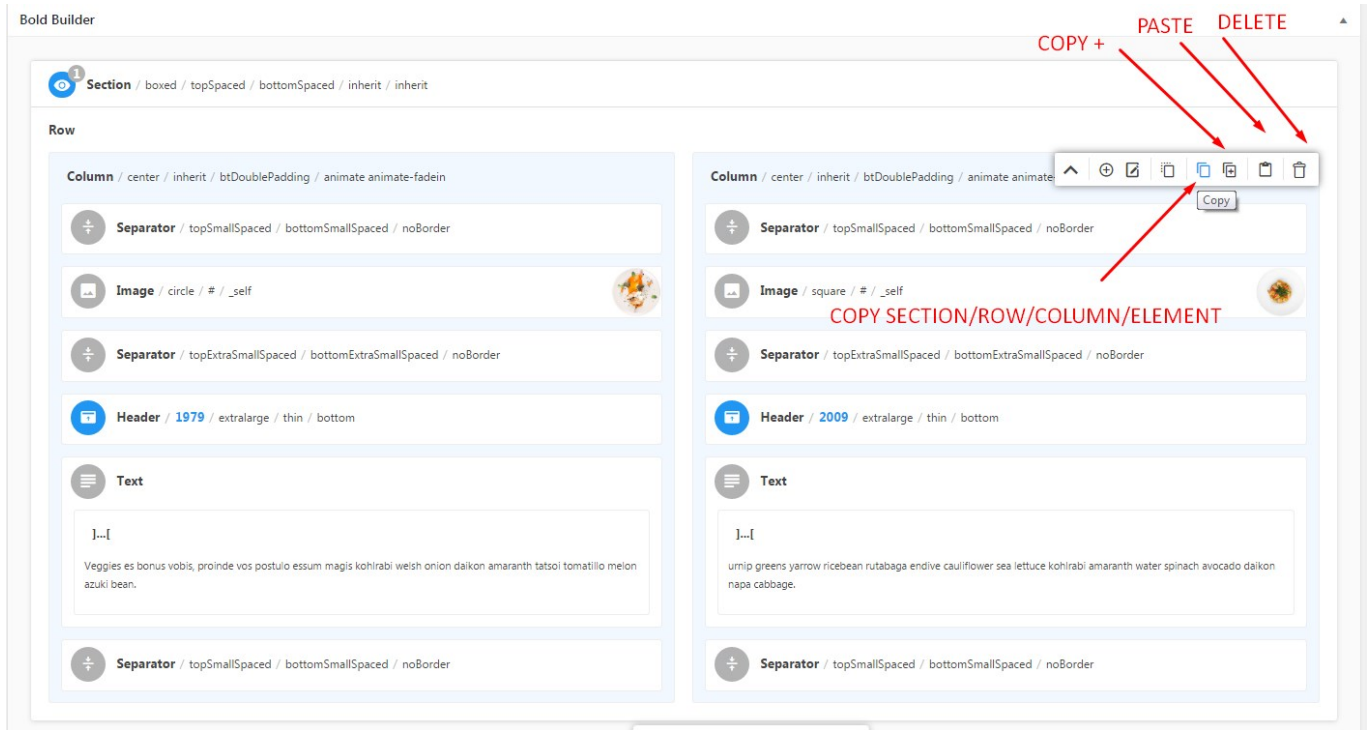 Bold Builder
COPY +
PASTE
DELETE
1
Section / boxed / topSpaced / bottomSpaced / inherit / inherit
Row
Column / center / inherit / btDoublePadding / animate animate-fadein
Column / center / inherit / btDoublePadding / animate animate-
Copy
Separator / topSmallSpaced / bottomSmallSpaced / noBorder
Separator / topSmallSpaced / bottomSmallSpaced / noBorder
Image / circle / # / _self
Image / square / # / _self
COPY SECTION/ROW/COLUMN/ELEMENT
Separator / topExtraSmallSpaced / bottomExtraSmallSpaced / noBorder
Separator / topExtraSmallSpaced / bottomExtraSmallSpaced / noBorder
Header / 1979 / extralarge / thin / bottom
Header / 2009 / extralarge / thin / bottom
Text
Text
]...[
Veggies es bonus vobis, proinde vos postulo essum magis kohlrabi welsh onion daikon amaranth tatsoi tomatillo melon
azuki bean.
]...[
urnip greens yarrow ricebean rutabaga endive cauliflower sea lettuce kohlrabi amaranth water spinach avocado daikon
napa cabbage.
Separator / topSmallSpaced / bottomSmallSpaced / noBorder
Separator / topSmallSpaced / bottomSmallSpaced / noBorder